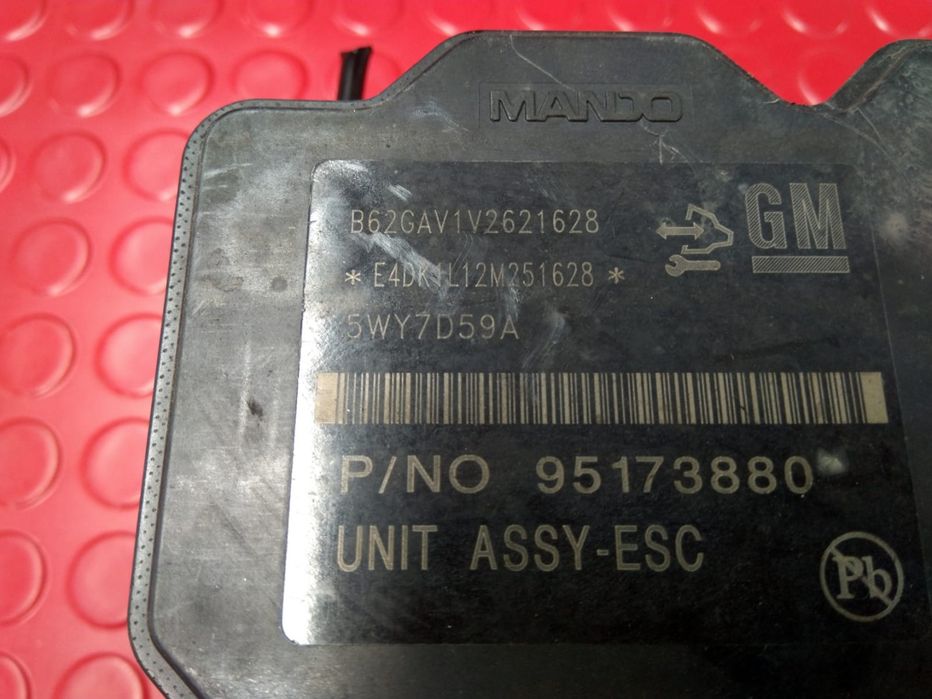 MANDO
B62GAV1V2621628
GM
*E4DK1L12M251628*
5WY7D59A
P/NO 95173880
UNIT ASSY-ESC
Pb